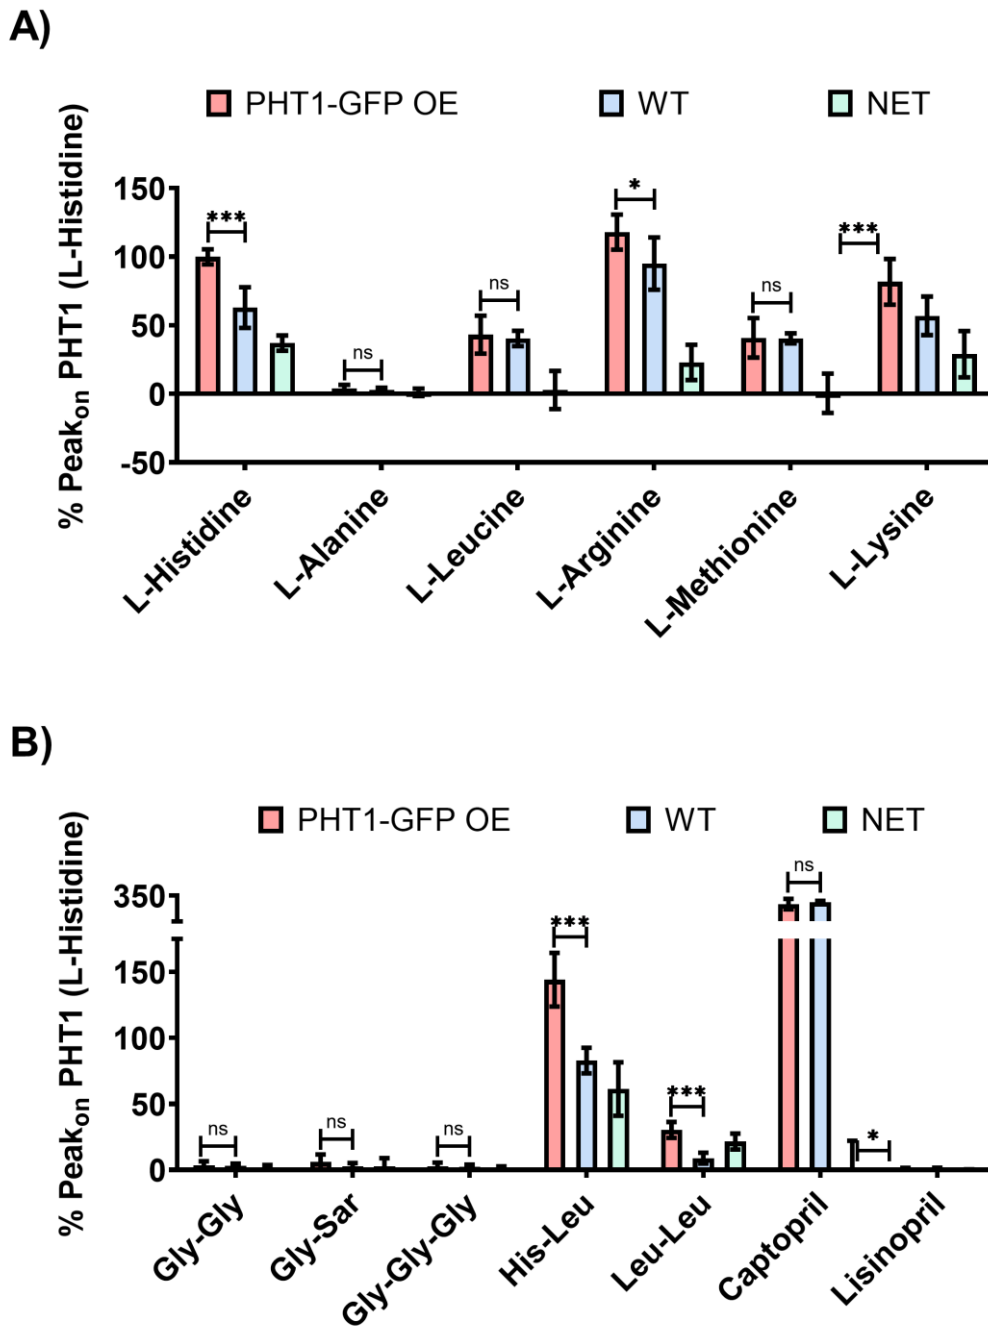 A)
PHT1-GFP OE WT NET
% Peakon PHT1 (L-Histidine)
150
100
50
0
-50
***
ns
ns
*
ns
***
L-Histidine
L-Alanine
L-Leucine
L-Arginine
L-Methionine
L-Lysine
B)
PHT1-GFP OE WT NET
% Peakon PHT1 (L-Histidine)
350
150
100
50
0
ns
ns
ns
***
***
ns
*
Gly-Gly
Gly-Sar
Gly-Gly-Gly
His-Leu
Leu-Leu
Captopril
Lisinopril